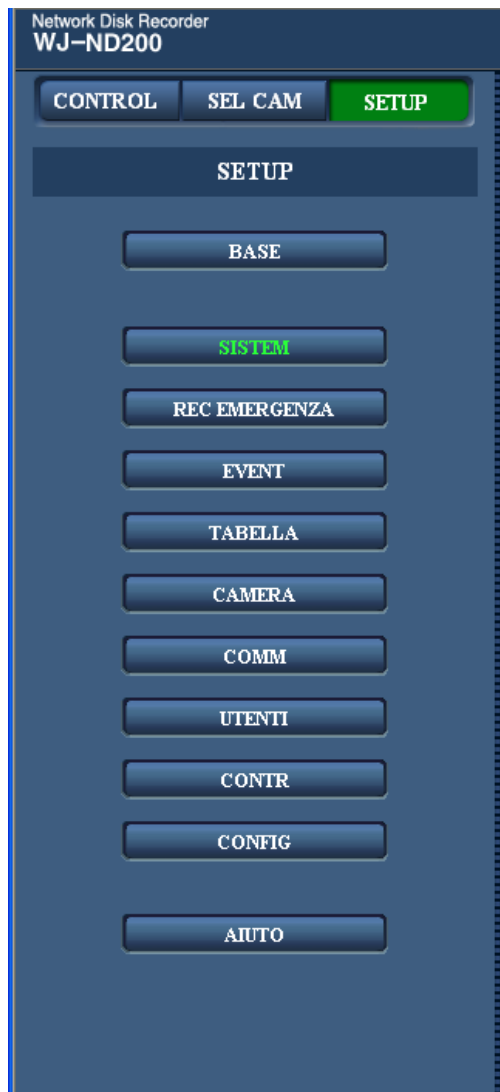 Network Disk Recorder
WJ-ND200
CONTROL SEL CAM SETUP
SETUP
BASE
SISTEM
REC EMERGENZA
EVENT
TABELLA
CAMERA
COMM
UTENTI
CONTR
CONFIG
AIUTO